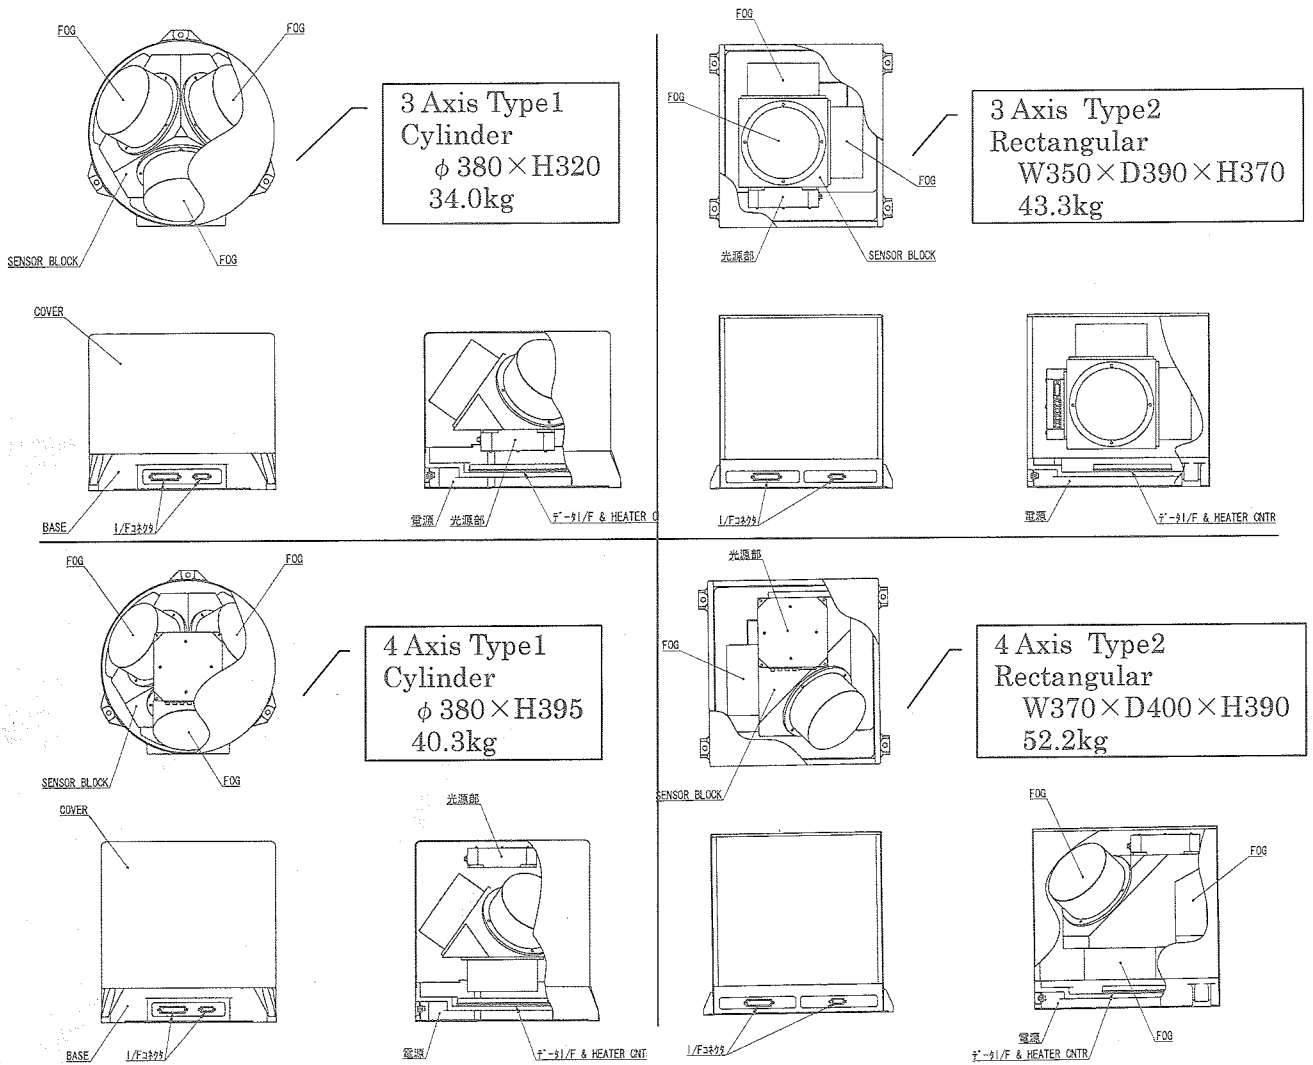 FOG
FOG
3 Axis Type1
Cylinder
φ380×H320
34.0kg
SENSOR BLOCK
FOG
COVER
BASE
I/Fコネクタ
電源
光源部
データI/F & HEATER C
FOG
FOG
3 Axis Type2
Rectangular
W350×D390×H370
43.3kg
FOG
光源部
SENSOR BLOCK
I/Fコネクタ
電源
データI/F & HEATER CNTR
FOG
FOG
4 Axis Type1
Cylinder
φ380×H395
40.3kg
SENSOR BLOCK
FOG
COVER
光源部
BASE
I/Fコネクタ
電源
データI/F & HEATER CNT
光源部
FOG
4 Axis Type2
Rectangular
W370×D400×H390
52.2kg
SENSOR BLOCK
FOG
FOG
I/Fコネクタ
電源
FOG
データI/F & HEATER CNTR